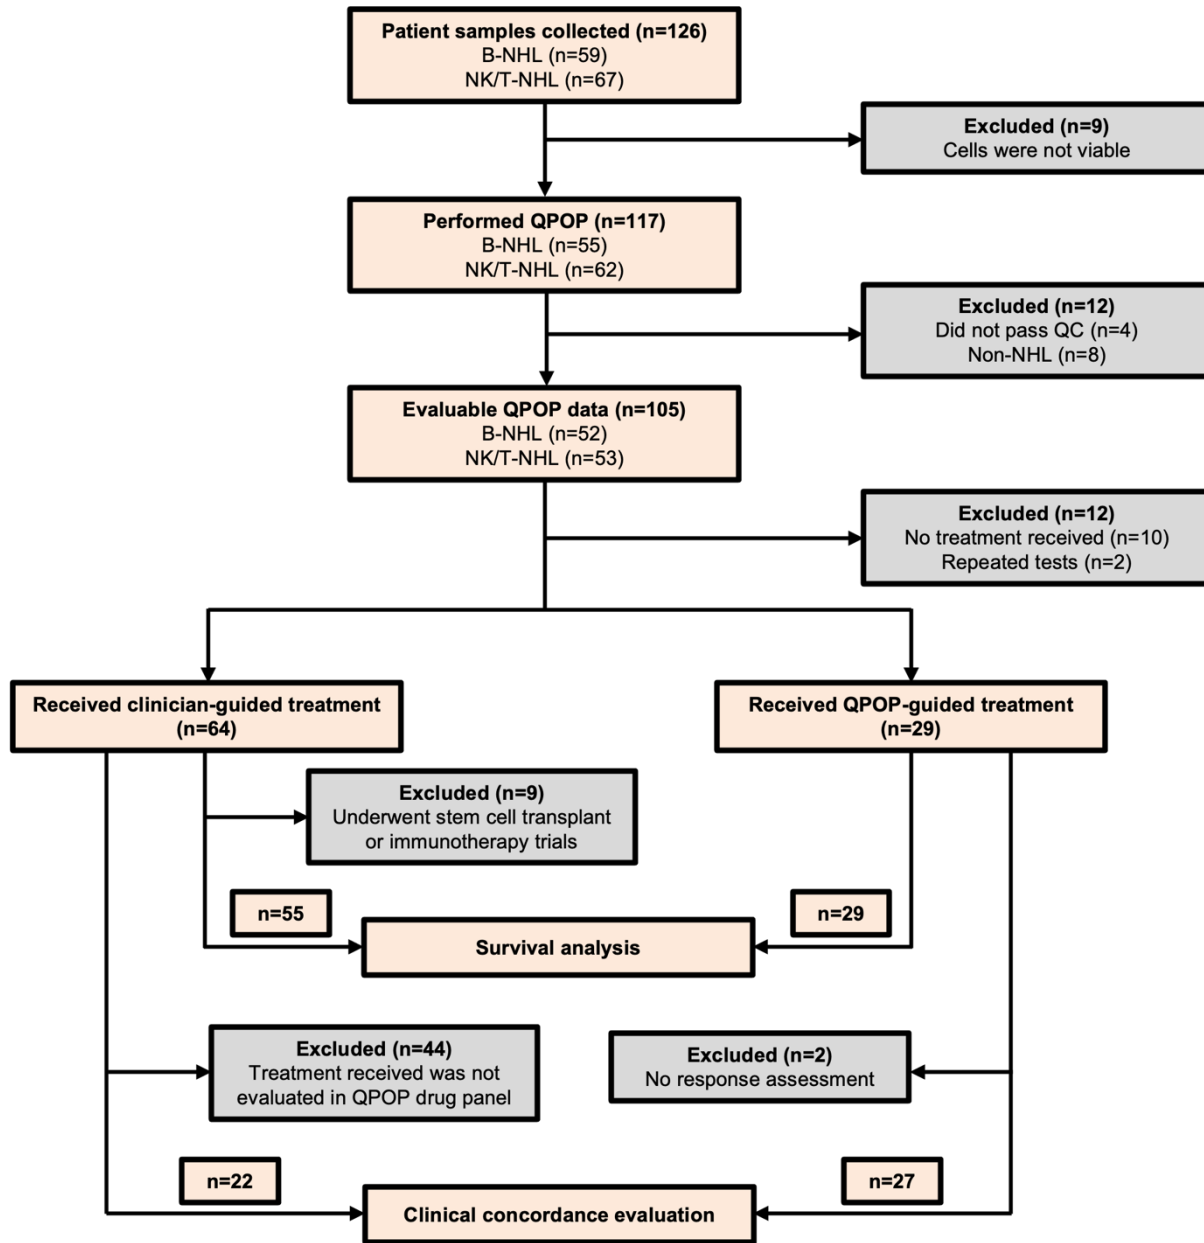 Patient samples collected (n=126)
B-NHL (n=59)
NK/T-NHL (n=67)
Excluded (n=9)
Cells were not viable
Performed QPOP (n=117)
B-NHL (n=55)
NK/T-NHL (n=62)
Excluded (n=12)
Did not pass QC (n=4)
Non-NHL (n=8)
Evaluable QPOP data (n=105)
B-NHL (n=52)
NK/T-NHL (n=53)
Excluded (n=12)
No treatment received (n=10)
Repeated tests (n=2)
Received clinician-guided treatment
(n=64)
Received QPOP-guided treatment
(n=29)
Excluded (n=9)
Underwent stem cell transplant
or immunotherapy trials
n=55
n=29
Survival analysis
Excluded (n=44)
Treatment received was not
evaluated in QPOP drug panel
Excluded (n=2)
No response assessment
n=22
n=27
Clinical concordance evaluation